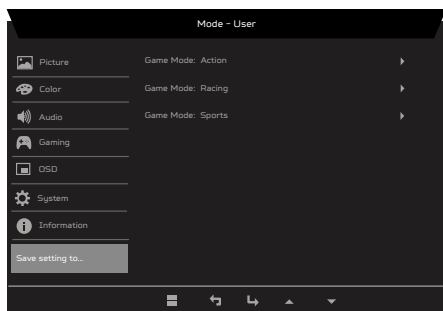 Mode - User
Picture
Game Mode: Action
Color
Game Mode: Racing
Audio
Game Mode: Sports
Gaming
OSD
System
Information
Save setting to...